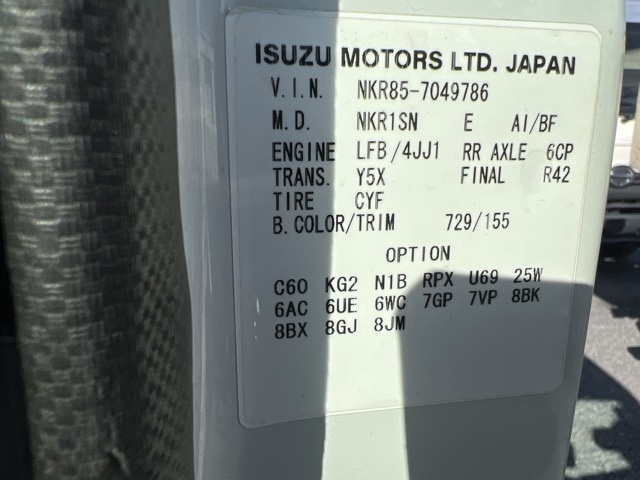 ISUZU MOTORS LTD. JAPAN
V.I.N. NKR85-7049786
M.D. NKR1SN E AI/BF
ENGINE LFB/4JJ1 RR AXLE 6CP
TRANS. Y5X FINAL R42
TIRE CYF
B.COLOR/TRIM 729/155
OPTION
C60 KG2 N1B RPX U69 25W
6AC 6UE 6WC 7GP 7VP 8BK
8BX 8GJ 8JM